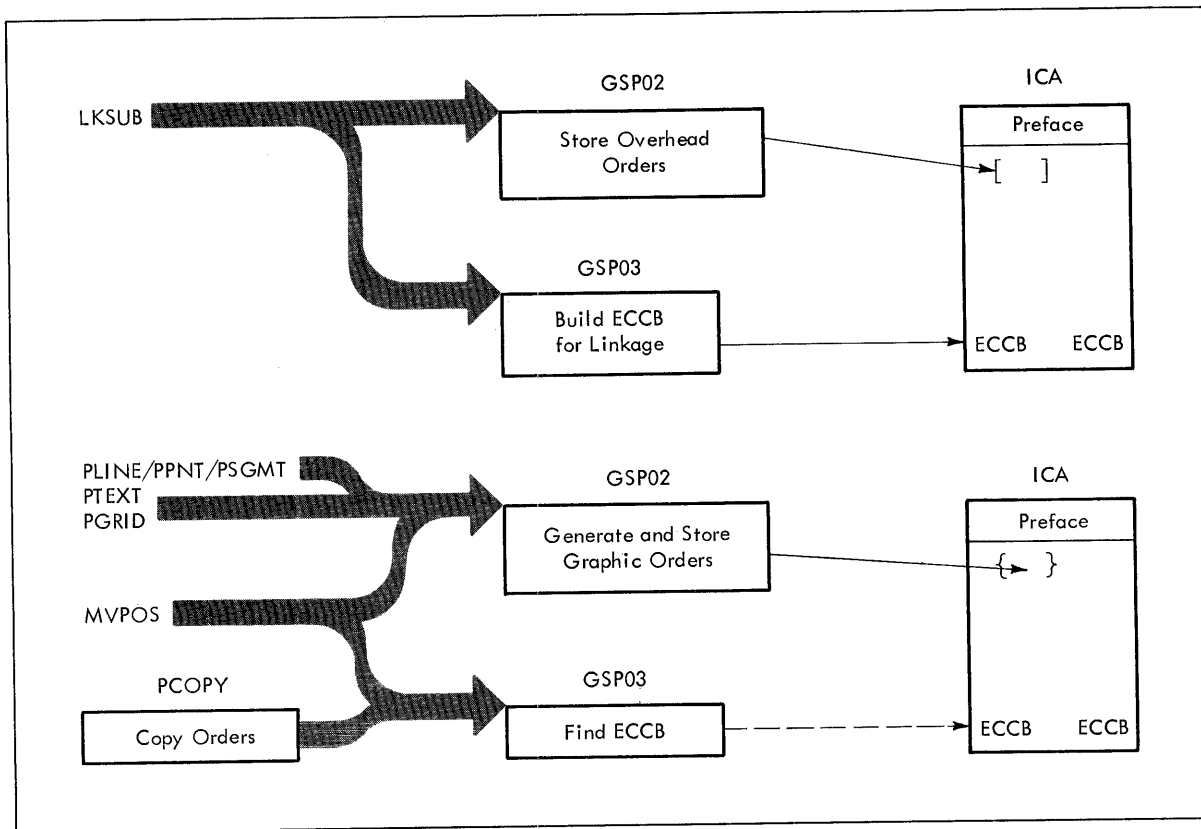 GSP02
ICA
LKSUB
Store Overhead
Orders
Preface
[ ]
GSP03
Build ECCB
for Linkage
ECCB ECCB
PLINE/PPNT/PSGMT
PTEXT
PGRID
GSP02
ICA
Generate and Store
Graphic Orders
Preface
{ }
MVPOS
PCOPY
Copy Orders
GSP03
Find ECCB
ECCB ECCB